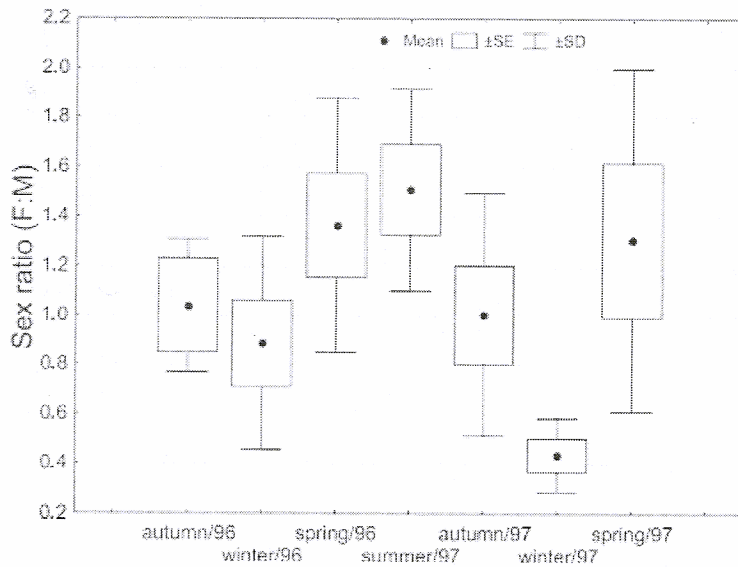 2.2
Mean ±SE ±SD
2.0
1.8
1.6
1.4
1.2
1.0
0.8
0.6
0.4
0.2
Sex ratio (F:M)
autumn/96 spring/96 autumn/97 spring/97
winter/96 summer/97 winter/97